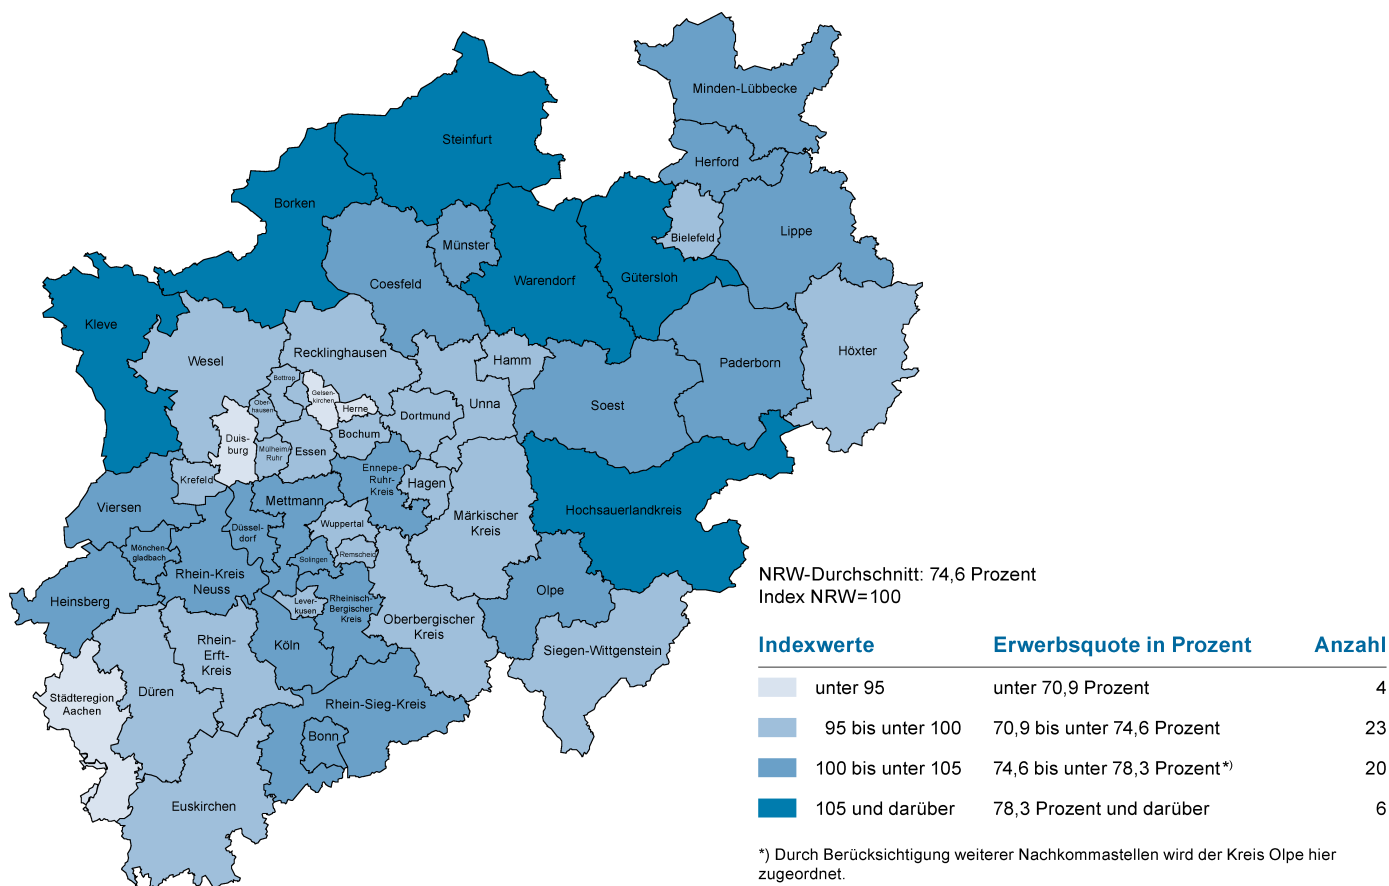 Minden-Lübbecke
Steinfurt
Herford
Borken
Lippe
Bielefeld
Münster
Gütersloh
Warendorf
Coesfeld
Kleve
Höxter
Recklinghausen
Wesel
Hamm
Paderborn
Bottrop
Gelsen-
kirchen
Ober-
hausen
Herne
Unna
Soest
Dortmund
Bochum
Duis-
burg
Mülheim/
Ruhr
Essen
Ennepe-
Ruhr-
Kreis
Krefeld
Hagen
Viersen
Mettmann
Hochsauerlandkreis
Märkischer
Kreis
Wuppertal
Düssel-
dorf
Mönchen-
gladbach
Remscheid
Solingen
Rhein-Kreis
Neuss
Heinsberg
Lever-
kusen
Rheinisch-
Bergischer
Kreis
Olpe
Oberbergischer
Kreis
Köln
Rhein-
Erft-
Kreis
Siegen-Wittgenstein
Düren
Städteregion
Aachen
Rhein-Sieg-Kreis
Bonn
Euskirchen
NRW-Durchschnitt: 74,6 Prozent
Index NRW=100
Indexwerte Erwerbsquote in Prozent Anzahl
unter 95 unter 70,9 Prozent 4
95 bis unter 100 70,9 bis unter 74,6 Prozent 23
100 bis unter 105 74,6 bis unter 78,3 Prozent*) 20
105 und darüber 78,3 Prozent und darüber 6
*) Durch Berücksichtigung weiterer Nachkommastellen wird der Kreis Olpe hier
zugeordnet.